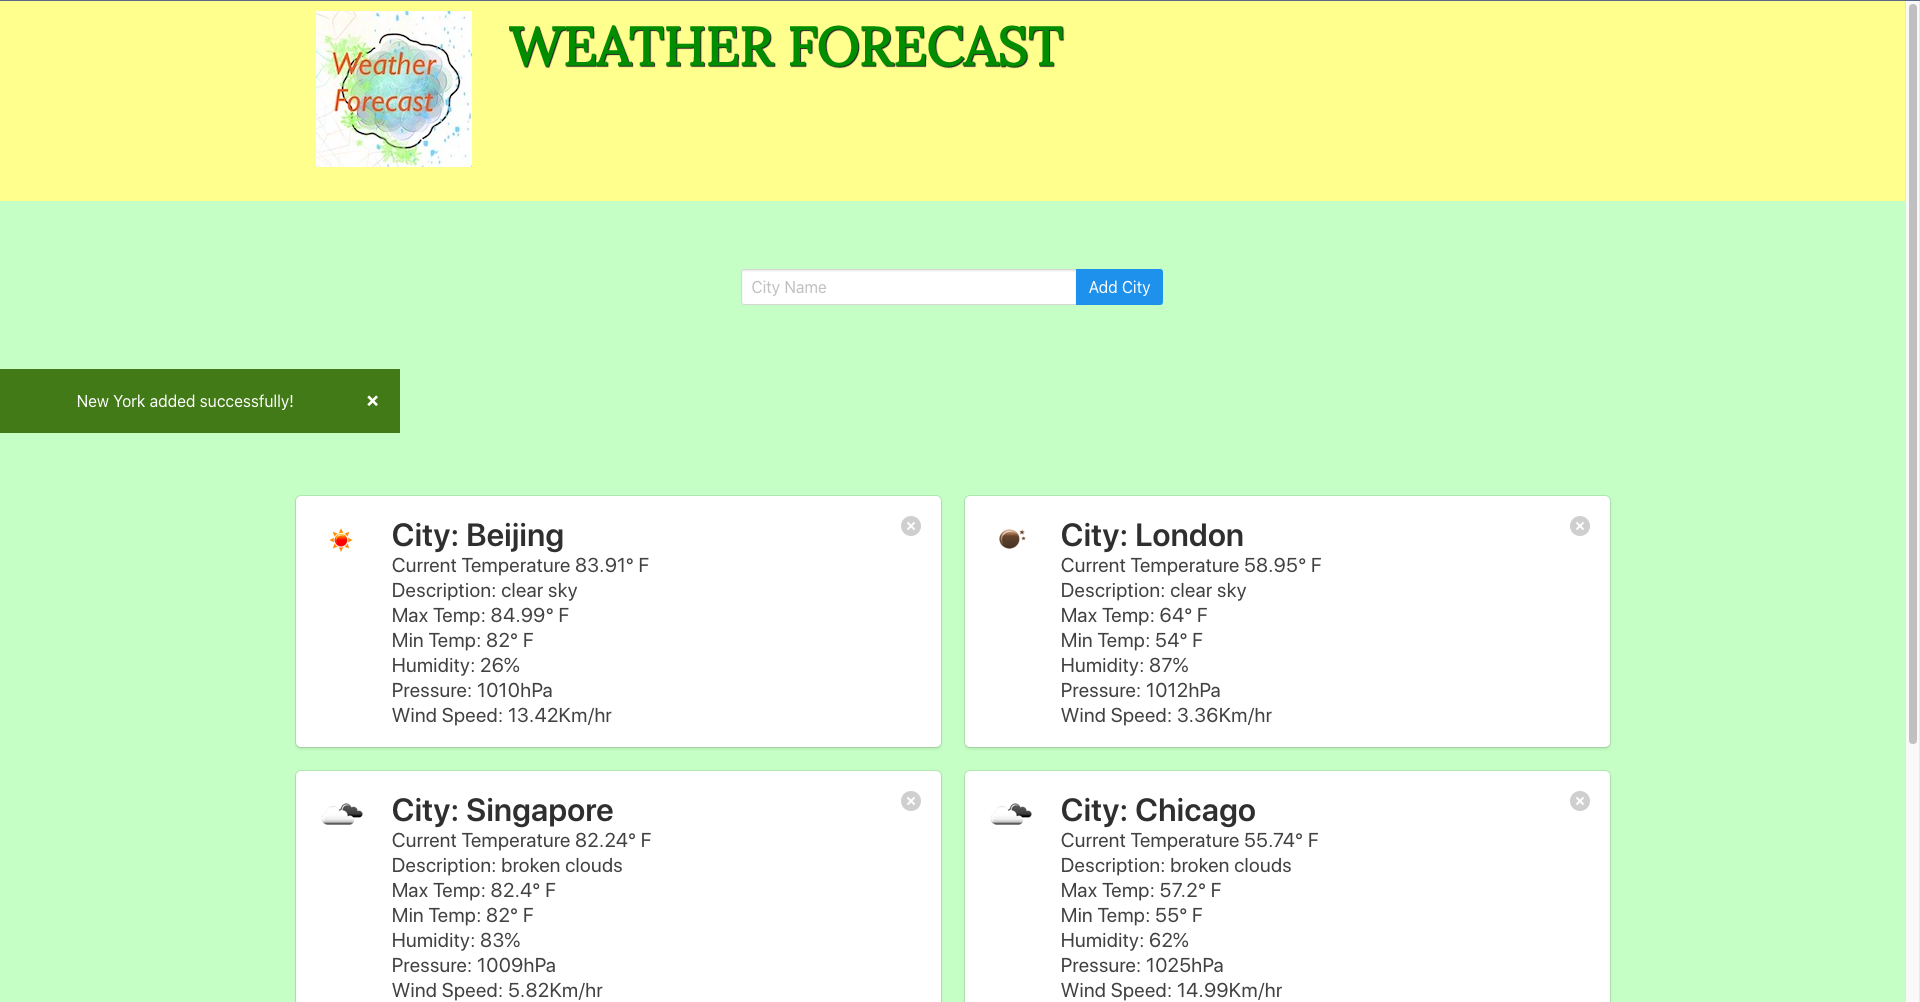 Weather
Forecast
WEATHER FORECAST
City Name
Add City
New York added successfully!
City: Beijing
Current Temperature 83.91° F
Description: clear sky
Max Temp: 84.99° F
Min Temp: 82° F
Humidity: 26%
Pressure: 1010hPa
Wind Speed: 13.42Km/hr
City: London
Current Temperature 58.95° F
Description: clear sky
Max Temp: 64° F
Min Temp: 54° F
Humidity: 87%
Pressure: 1012hPa
Wind Speed: 3.36Km/hr
City: Singapore
Current Temperature 82.24° F
Description: broken clouds
Max Temp: 82.4° F
Min Temp: 82° F
Humidity: 83%
Pressure: 1009hPa
Wind Speed: 5.82Km/hr
City: Chicago
Current Temperature 55.74° F
Description: broken clouds
Max Temp: 57.2° F
Min Temp: 55° F
Humidity: 62%
Pressure: 1025hPa
Wind Speed: 14.99Km/hr